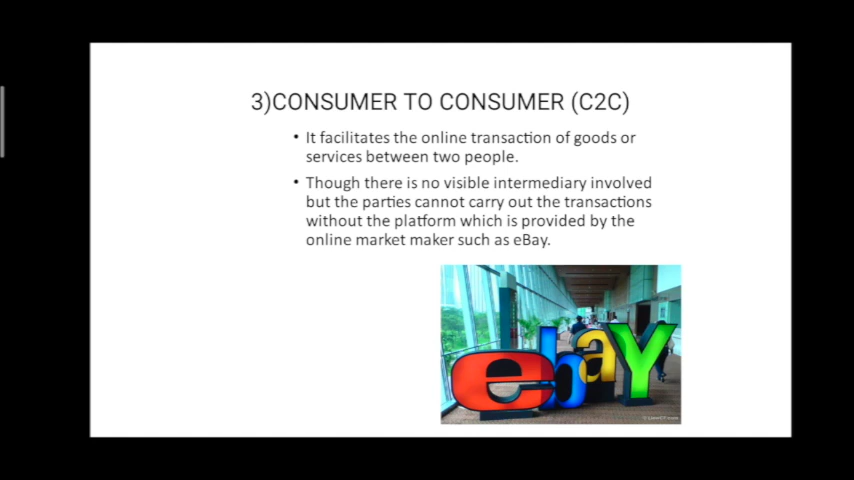 3)CONSUMER TO CONSUMER (C2C)
• It facilitates the online transaction of goods or
services between two people.
• Though there is no visible intermediary involved
but the parties cannot carry out the transactions
without the platform which is provided by the
online market maker such as eBay.
ebaY